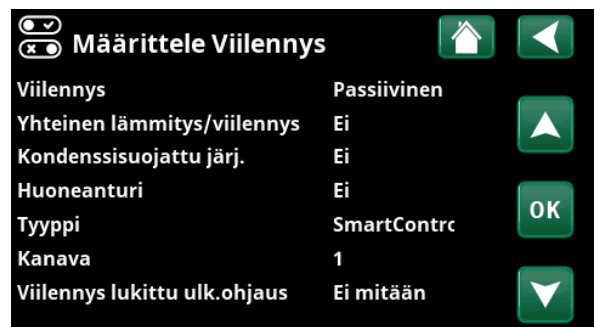 Määrittele Viilennys
Viilennys Passiivinen
Yhteinen lämmitys/viilennys Ei
Kondenssisuojattu järj. Ei
Huoneanturi Ei
OK
Tyyppi SmartContrc
Kanava 1
Viilennys lukittu ulk.ohjaus Ei mitään